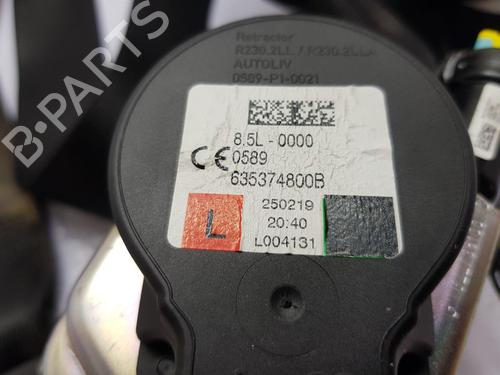 Retractor
R230.2LL / R230.2LLA
AUTOLIV
0589-P1-0021
8.5L - 0000
CE 0589
635374800B
L
250219
20:40
L004131
B-PARTS